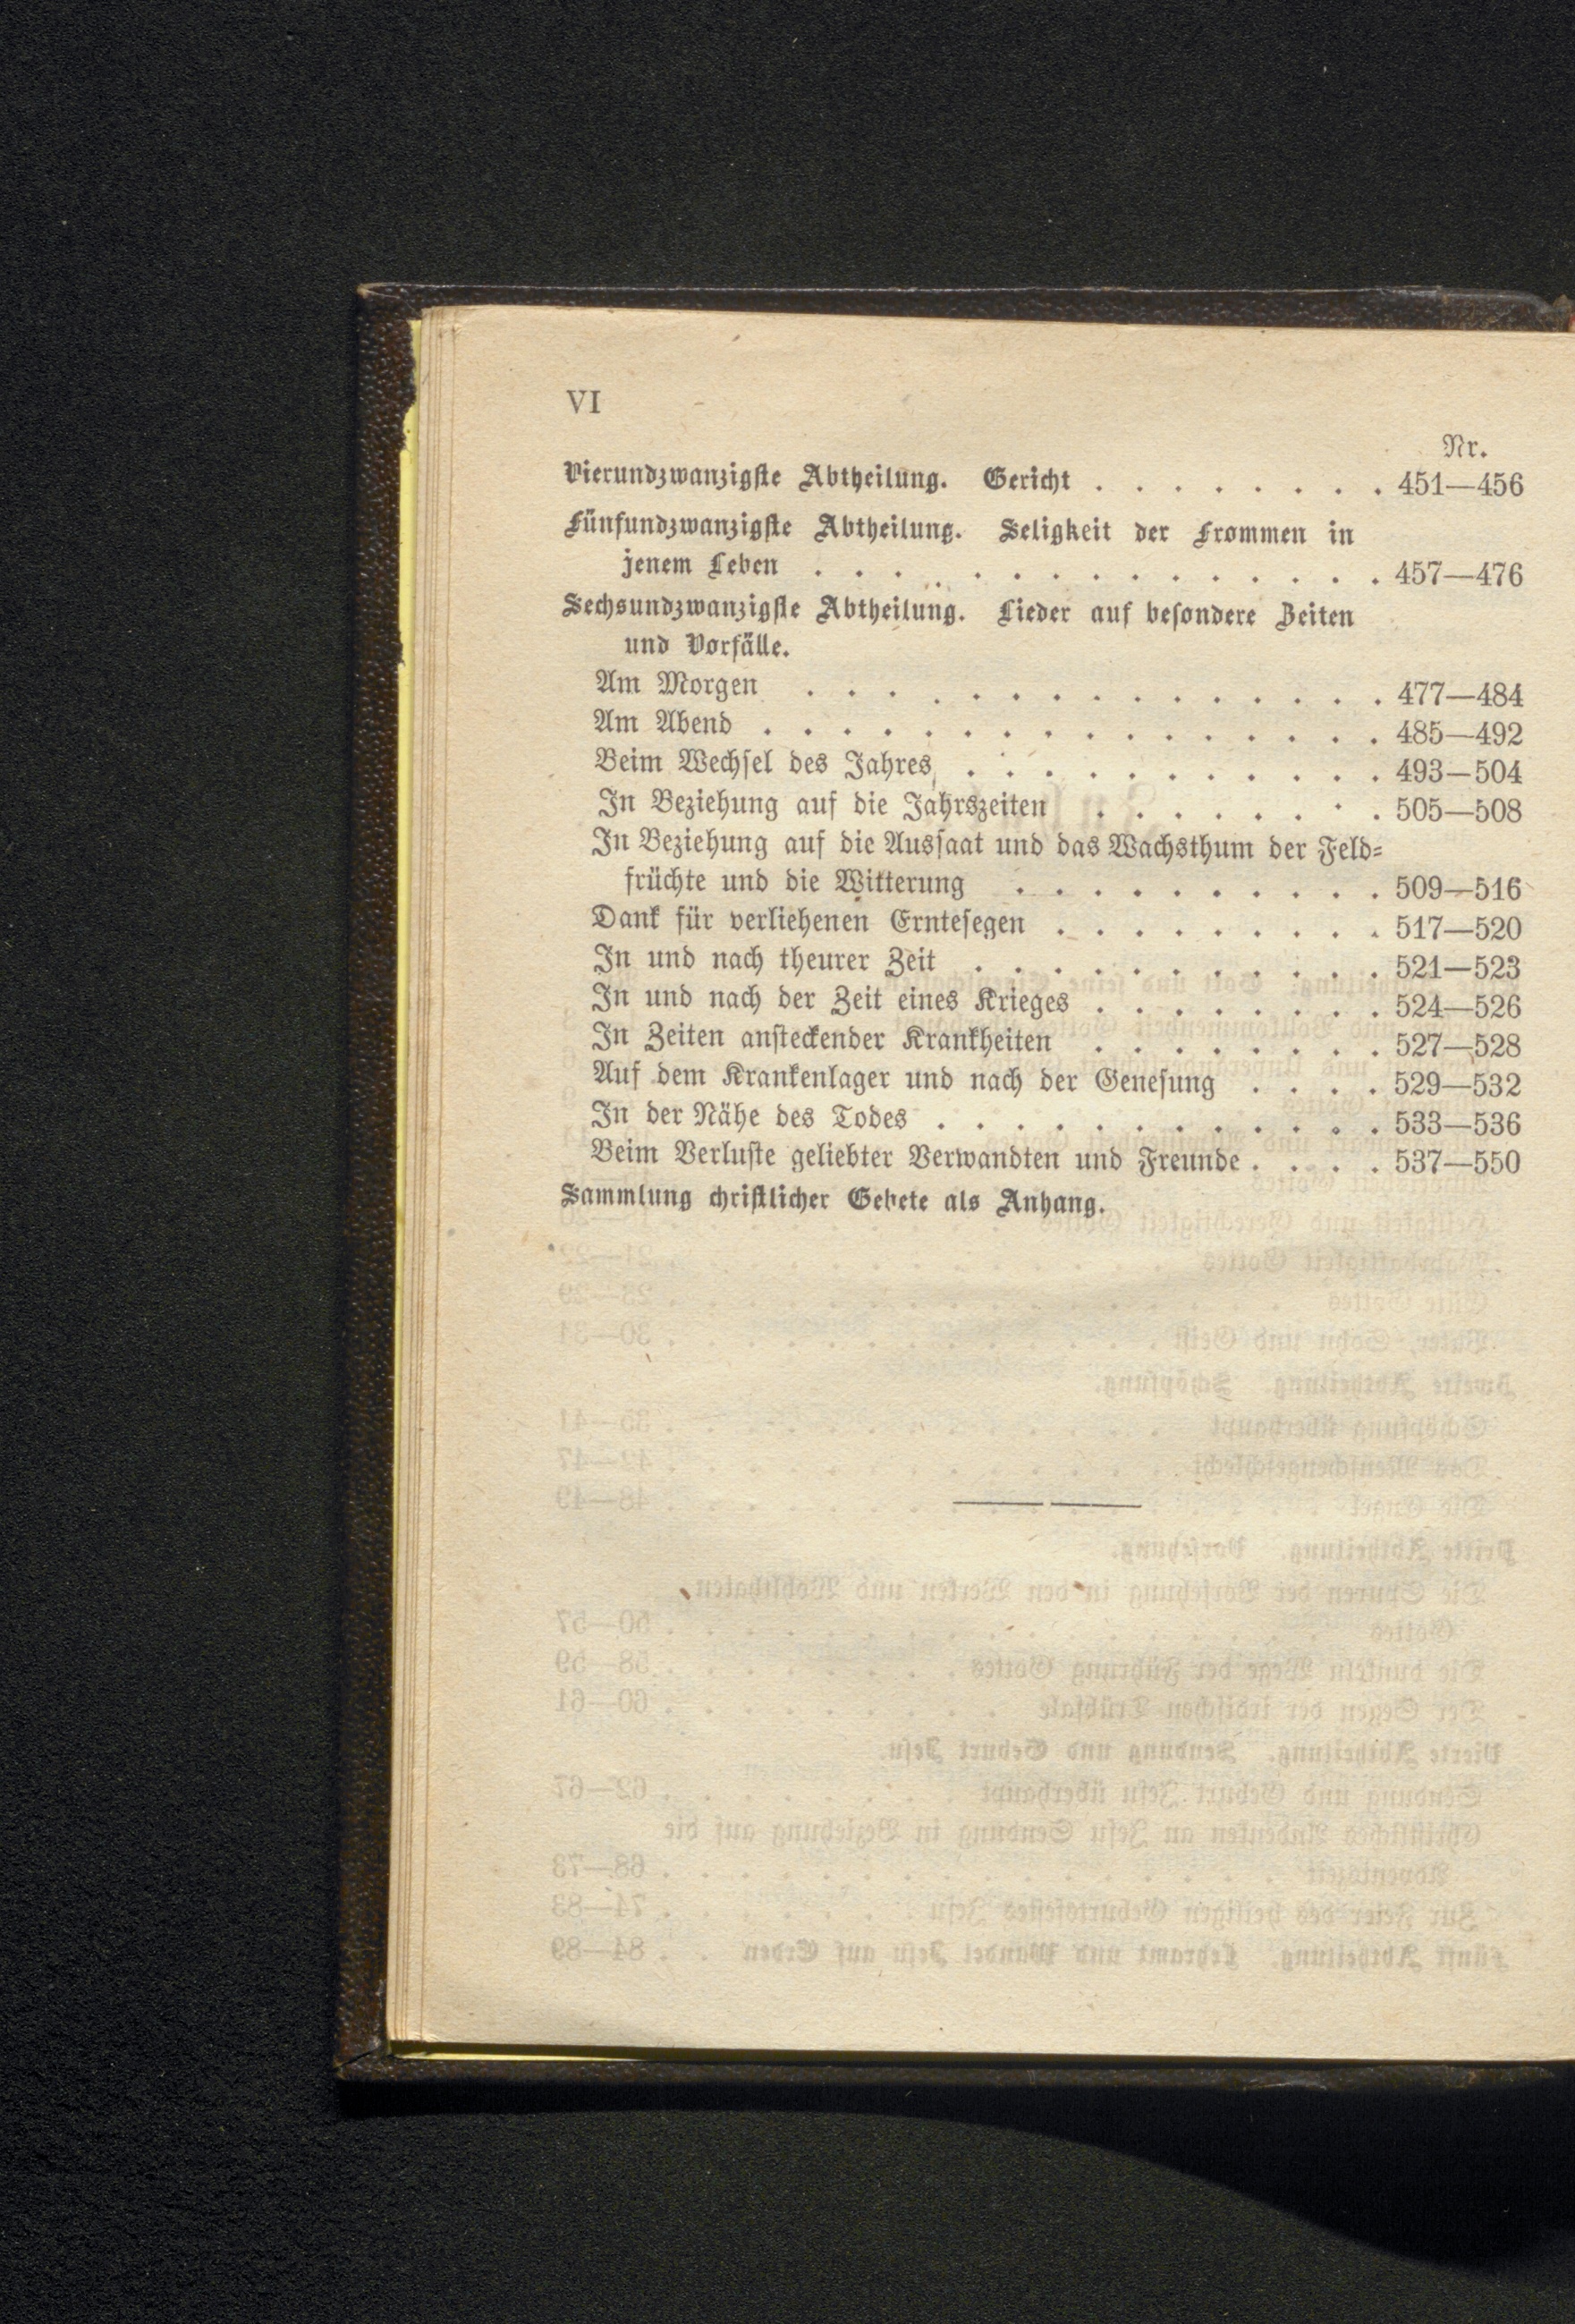 VI
Nr.
Vierundzwanzigste Abtheilung. Gericht . . . . . . . . 451—456
Fünfundzwanzigste Abtheilung. Seligkeit der Frommen in
jenem Leben . . . . . . . . . . . . . . . 457—476
Sechsundzwanzigste Abtheilung. Lieder auf besondere Zeiten
und Vorfälle.
Am Morgen . . . . . . . . . . . . . . . 477—484
Am Abend . . . . . . . . . . . . . . . . 485—492
Beim Wechsel des Jahres . . . . . . . . . . . 493—504
In Beziehung auf die Jahrszeiten . . . . . . . . 505—508
In Beziehung auf die Aussaat und das Wachsthum der Feld-
früchte und die Witterung . . . . . . . . . . 509—516
Dank für verliehenen Erntesegen . . . . . . . . . 517—520
In und nach theurer Zeit . . . . . . . . . . . 521—523
In und nach der Zeit eines Krieges . . . . . . . . 524—526
In Zeiten ansteckender Krankheiten . . . . . . . . 527—528
Auf dem Krankenlager und nach der Genesung . . . . 529—532
In der Nähe des Todes . . . . . . . . . . . . 533—536
Beim Verluste geliebter Verwandten und Freunde . . . . 537—550
Sammlung christlicher Gebete als Anhang.